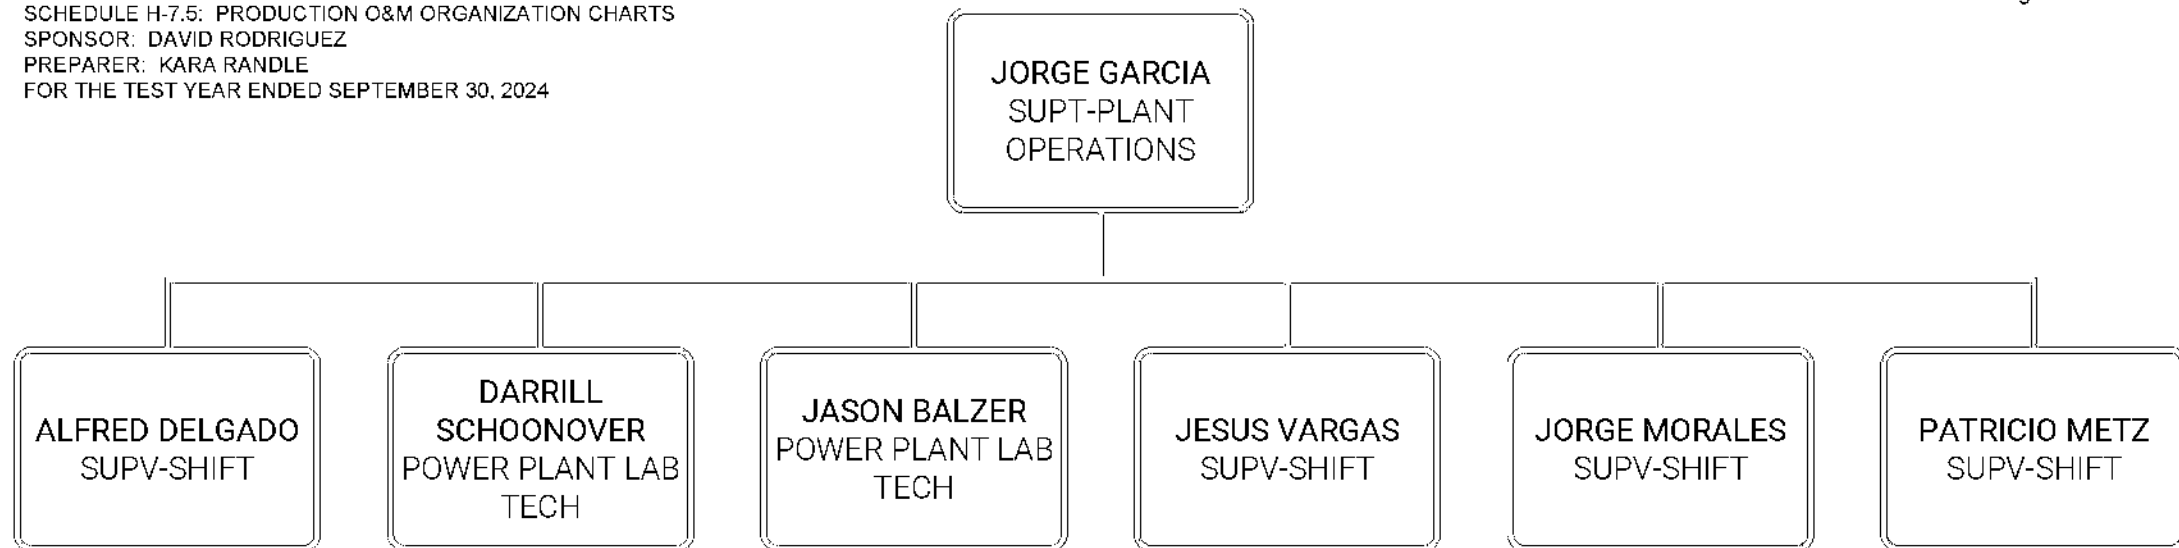 SCHEDULE H-7.5: PRODUCTION O&M ORGANIZATION CHARTS
SPONSOR: DAVID RODRIGUEZ
PREPARER: KARA RANDLE
FOR THE TEST YEAR ENDED SEPTEMBER 30, 2024
JORGE GARCIA
SUPT-PLANT
OPERATIONS
ALFRED DELGADO
SUPV-SHIFT
DARRILL
SCHOONOVER
POWER PLANT LAB
TECH
JASON BALZER
POWER PLANT LAB
TECH
JESUS VARGAS
SUPV-SHIFT
JORGE MORALES
SUPV-SHIFT
PATRICIO METZ
SUPV-SHIFT